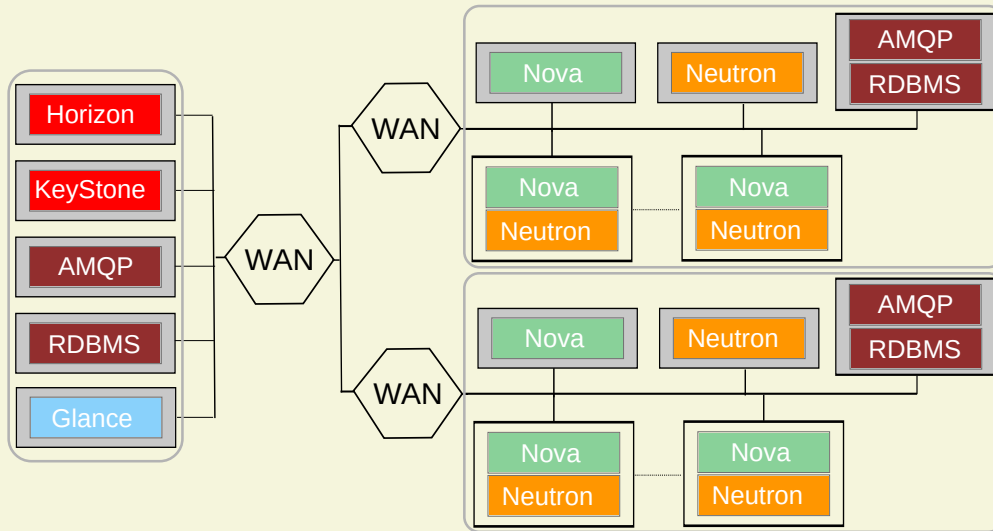 Horizon
KeyStone
AMQP
RDBMS
Glance
WAN
WAN
Nova
Neutron
AMQP
RDBMS
Nova
Neutron
Nova
Neutron
WAN
Nova
Neutron
AMQP
RDBMS
Nova
Neutron
Nova
Neutron